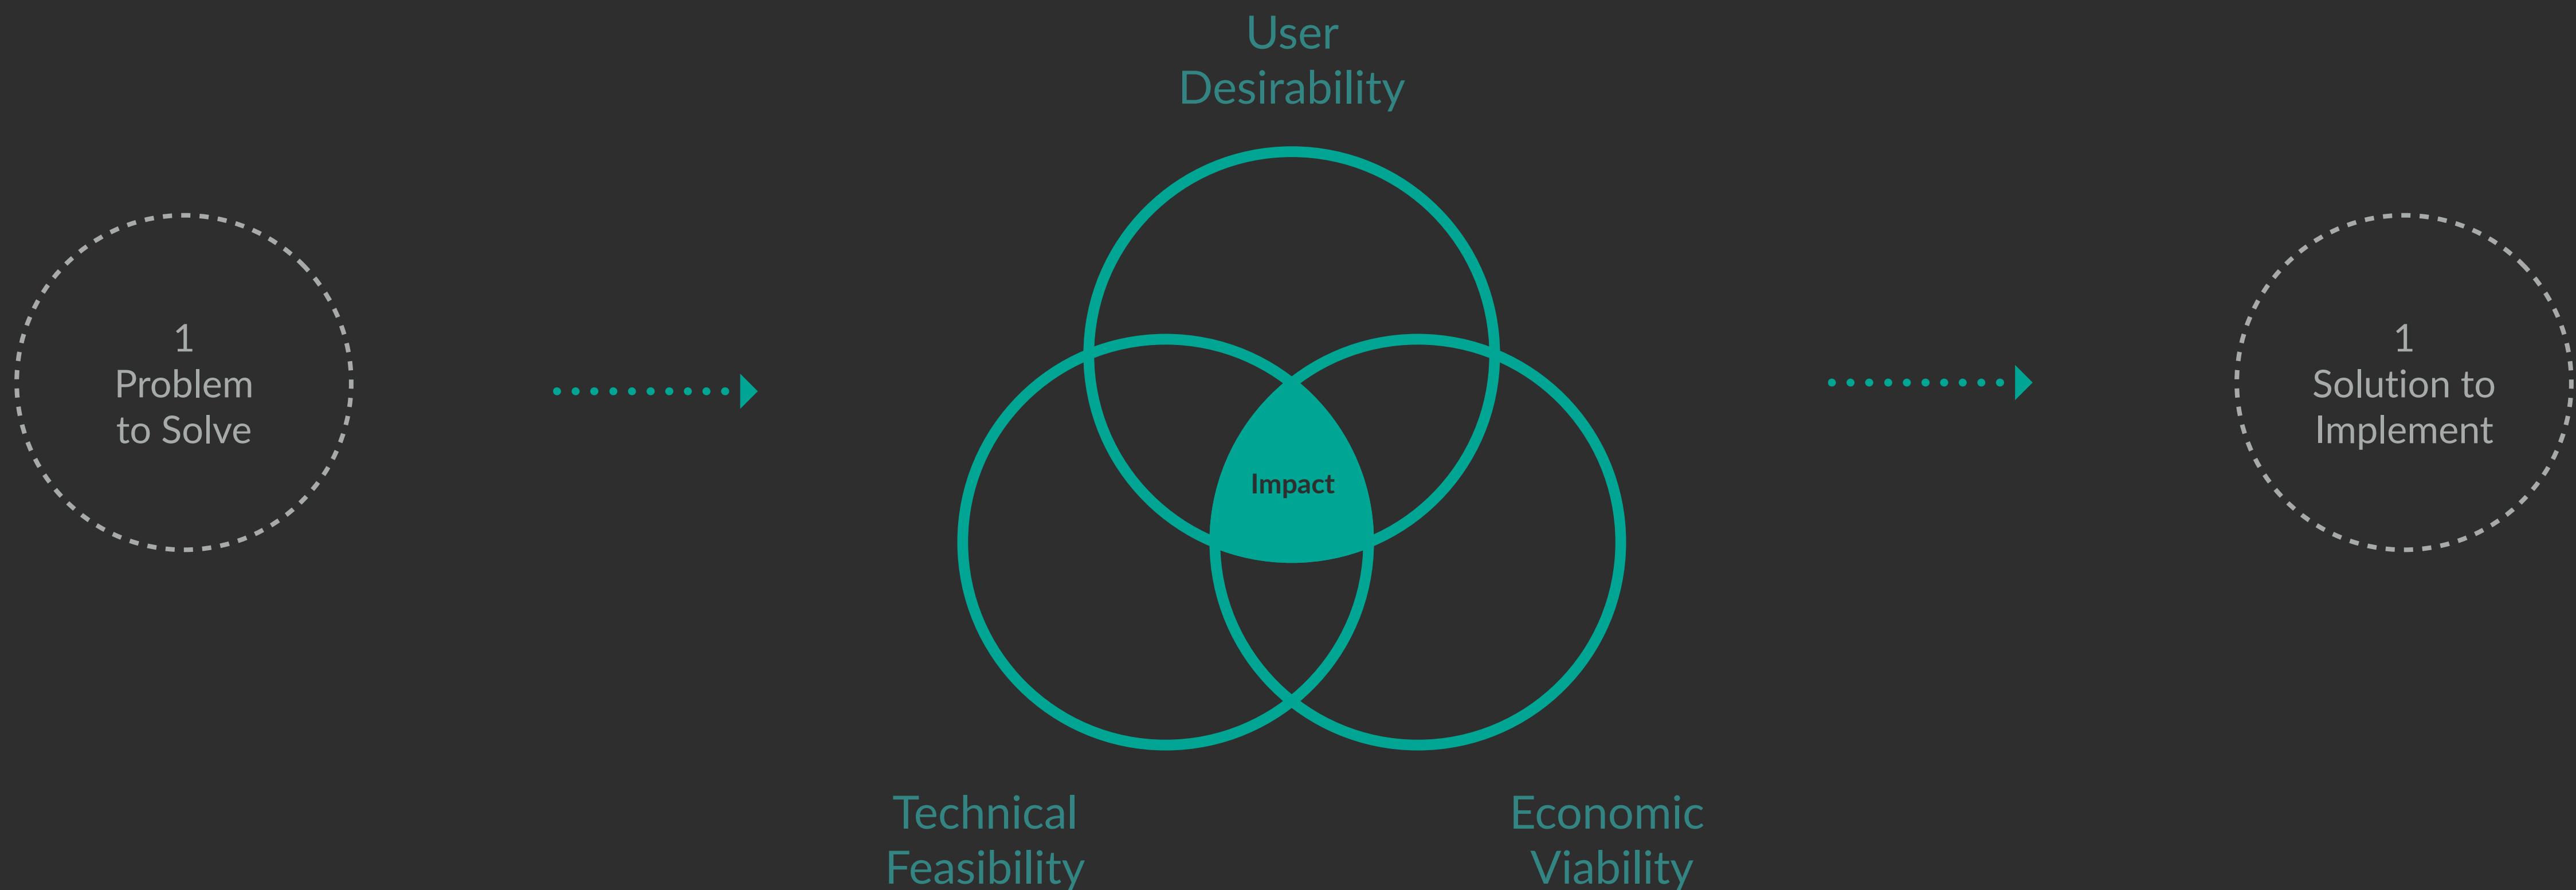 1
Problem
to Solve
User
Desirability
Impact
Technical
Feasibility
Economic
Viability
1
Solution to
Implement